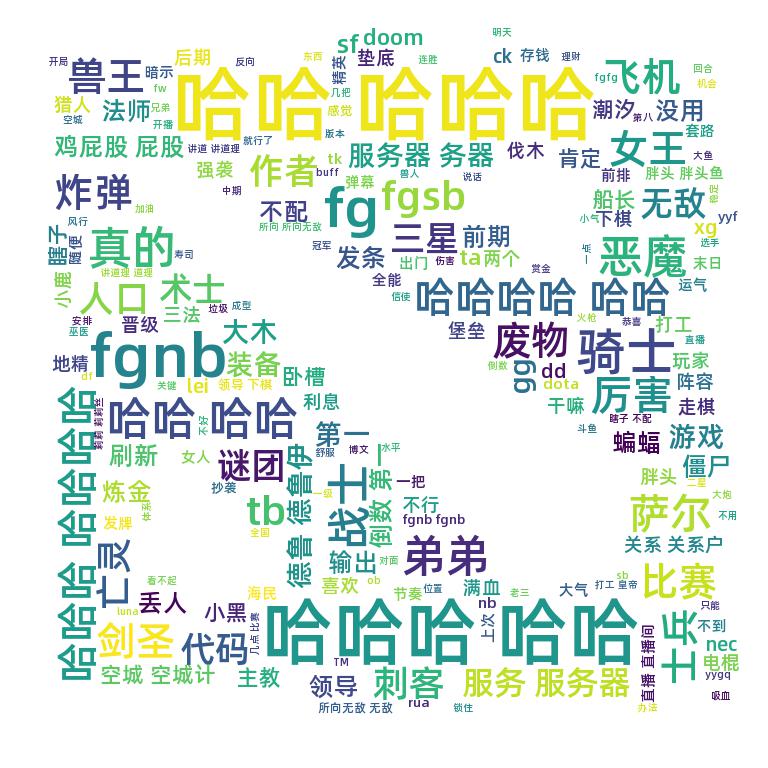 明天
doom
sf
开局
后期
东西
反向
垫底
连胜
ck
存钱
理财
飞机
回合
兽王
暗示
精英
几把
哈哈 哈哈哈
fgfg
机会
猎人
fw
兄弟
感觉
法师
潮汐
没用
第八
空城
开播
版本
套路
鸡屁股 屁股
讲道 讲道理
就行了
服务器 务器
伐木
肯定
女王
大鱼
强袭
作者
tk
buff
弹幕
兽人
说话
前排
胖头 胖头鱼
炸弹
中期
fg
fgsb
船长
无敌
稳定
不配
下棋
小气
xg
yyf
加油
风行
所向 所向无敌
冠军
三星
前期
一点
选手
瞎子
随便
真的
寿司
发条
出门
伤害
ta两个
恶魔
末日
小鹿
讲道理 道理
人口
术士
全能
信使
赏金
哈哈哈哈 哈哈
运气
安排
垃圾
成型
巫医
晋级
三法
大木
堡垒
火枪
恭喜
打工
直播
地精
fgnb
装备
废物
骑士
玩家
倒数
dd
dota
gg
df
关键
lei
领导 下棋
卧槽
厉害
阵容
干嘛
走棋
利息
哈哈哈哈 哈哈哈
莉莉 莉莉丝
哈哈 哈哈
不好
第一
斗鱼
瞎子 不配
蝙蝠
游戏
刷新
女人
谜团
舒服
博文
水平
僵尸
炼金
抄袭
德鲁 德鲁伊
战士
倒数 第一
一把
胖头
二星
大炮
发牌
tb
一级
不行
fgnb fgnb
萨尔
不用
全国
输出
关系 关系户
亡灵
看不起
弟弟
对面
喜欢
ob
满血
大气
打工 皇帝
sb
比赛
海民
节奏
位置
老三
nb
只能
丢人
luna
小黑
上次
剑圣
代码
几点 比赛
哈哈哈 哈哈
士兵
直播 直播间
不到
nec
TM
电棍
空城 空城计
主教
领导
刺客
服务 服务器
yygq
吸血
所向无敌 无敌
rua
锁住
办法